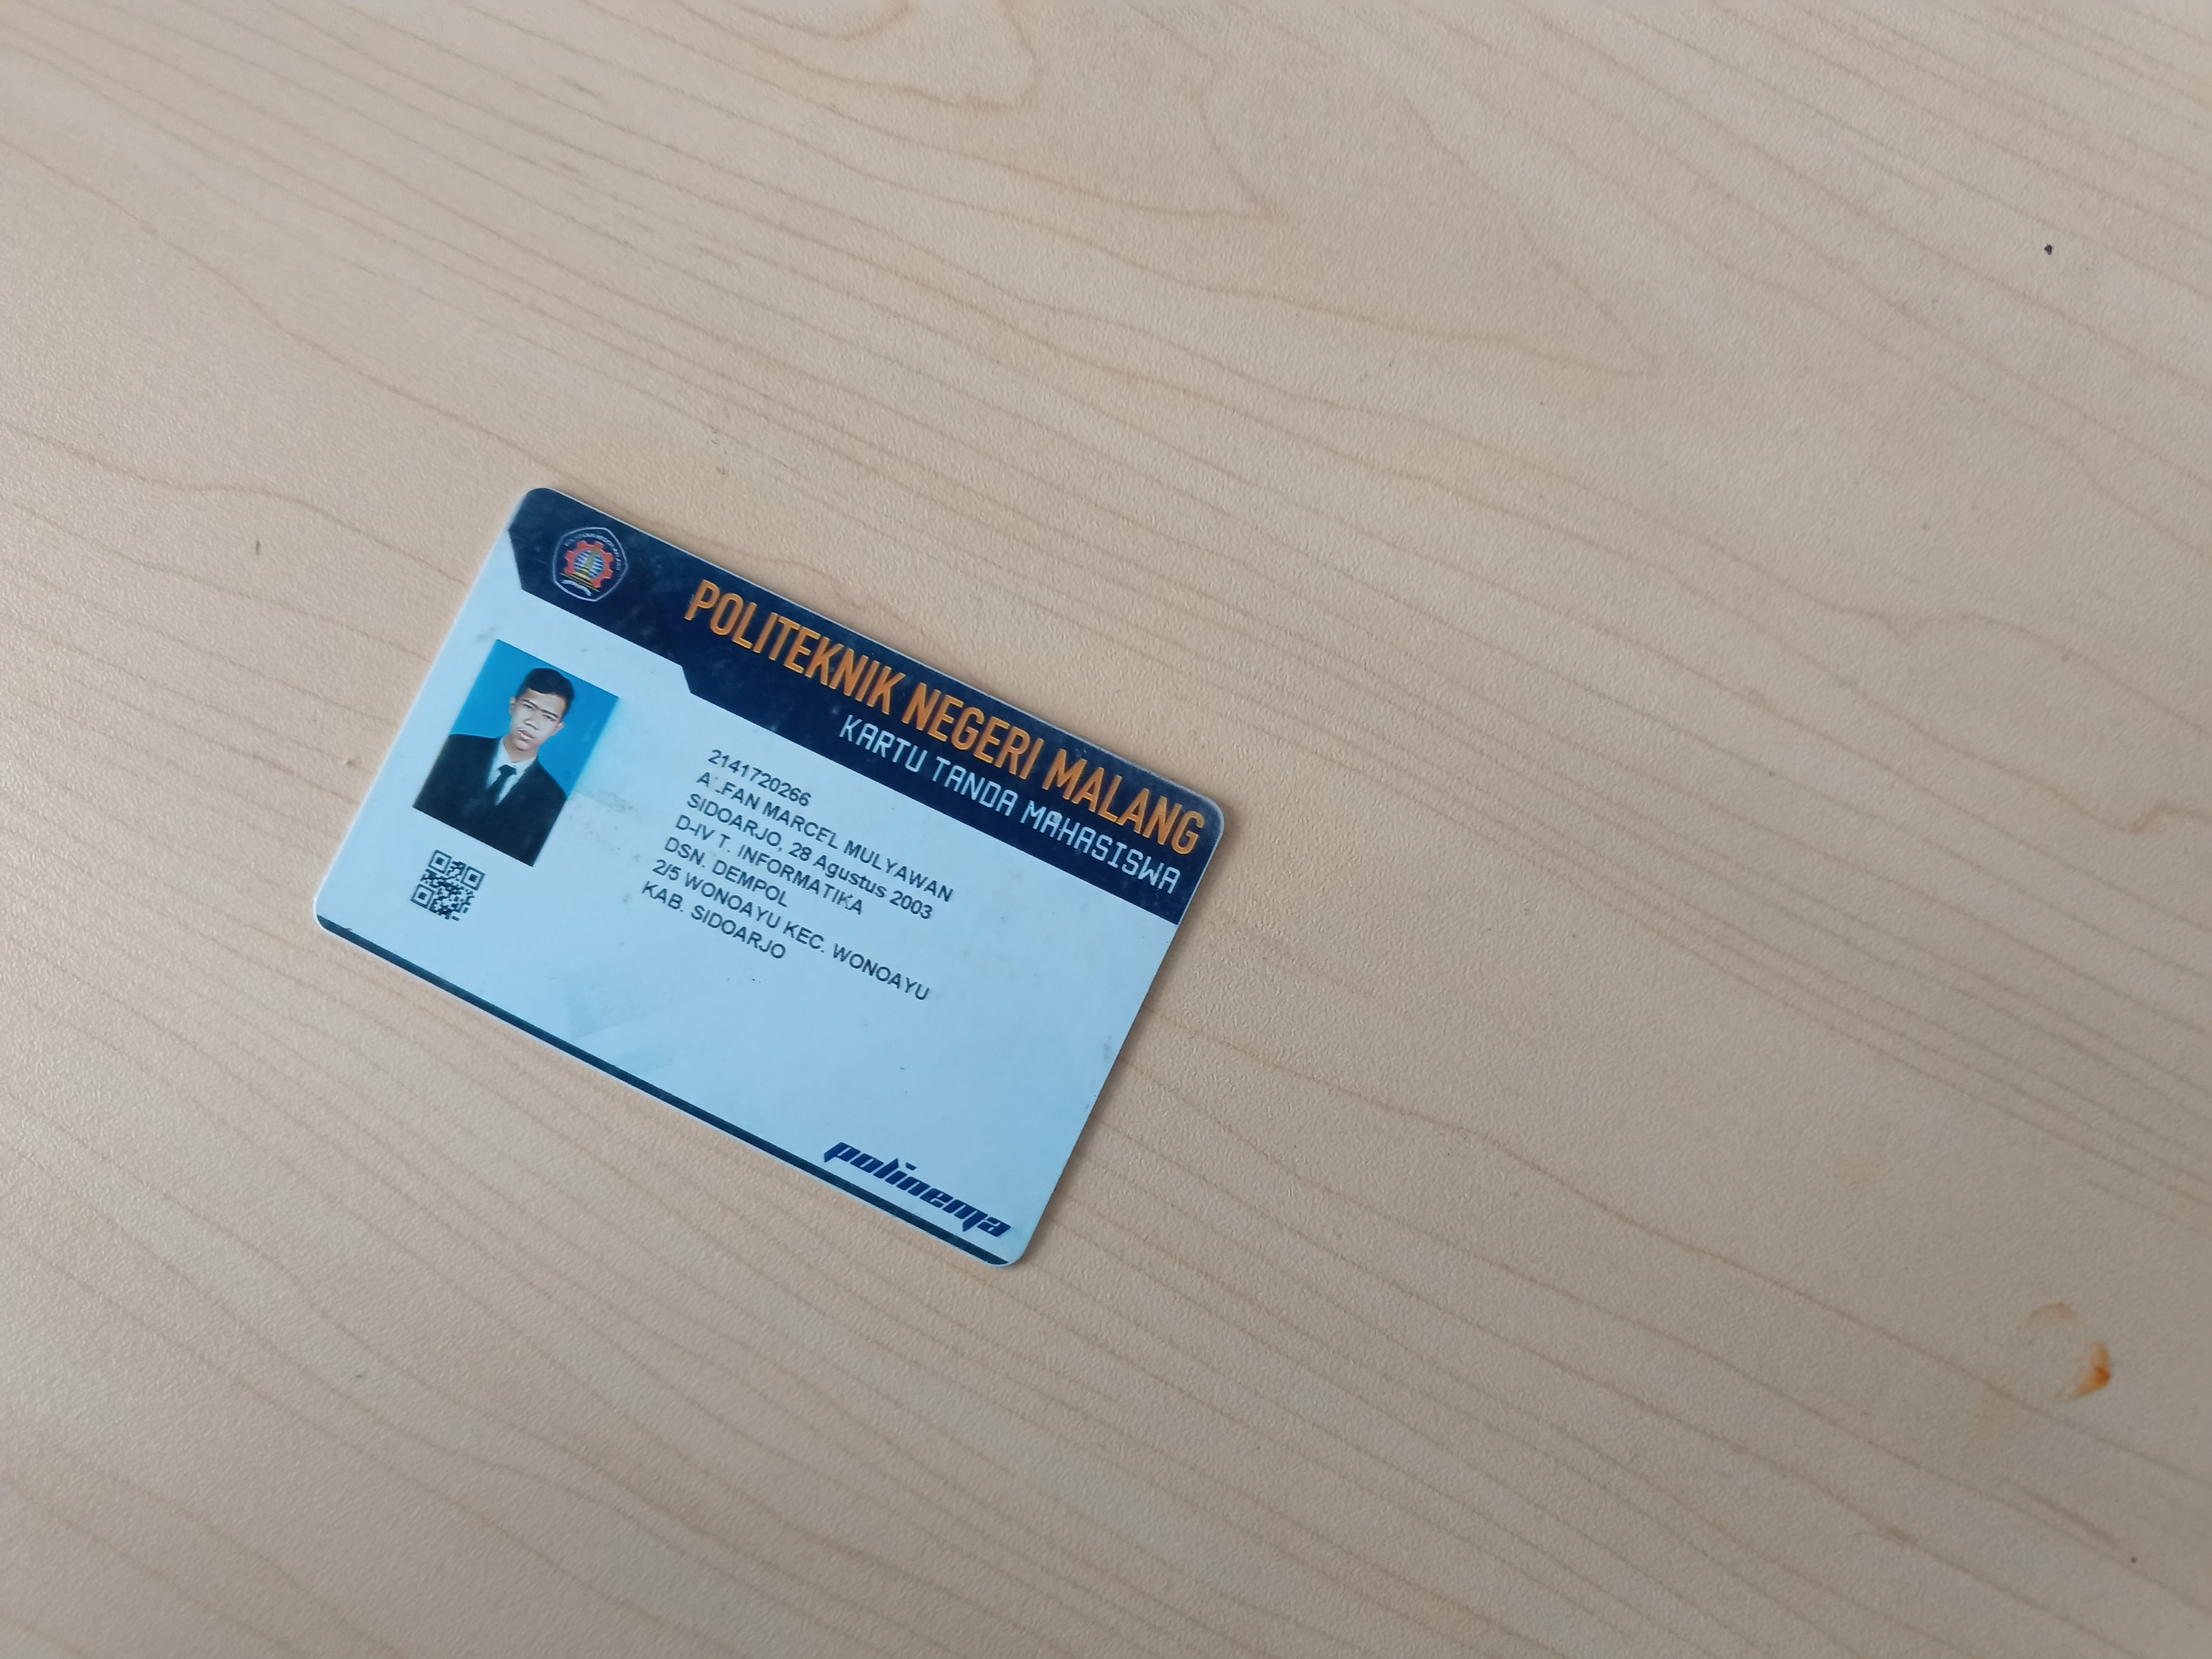 POLITEKNIK NEGERI MALANG
KARTU TANDA MAHASISWA
2141720266
MARCEL MULYAWAN
SIDOARJO, 28 Agustus 2003
D-IV T. INFORMATIKA
DSN. DEMPOL
2/5 WONOAYU KEC. WONOAYU
KAB. SIDOARJO
polinema